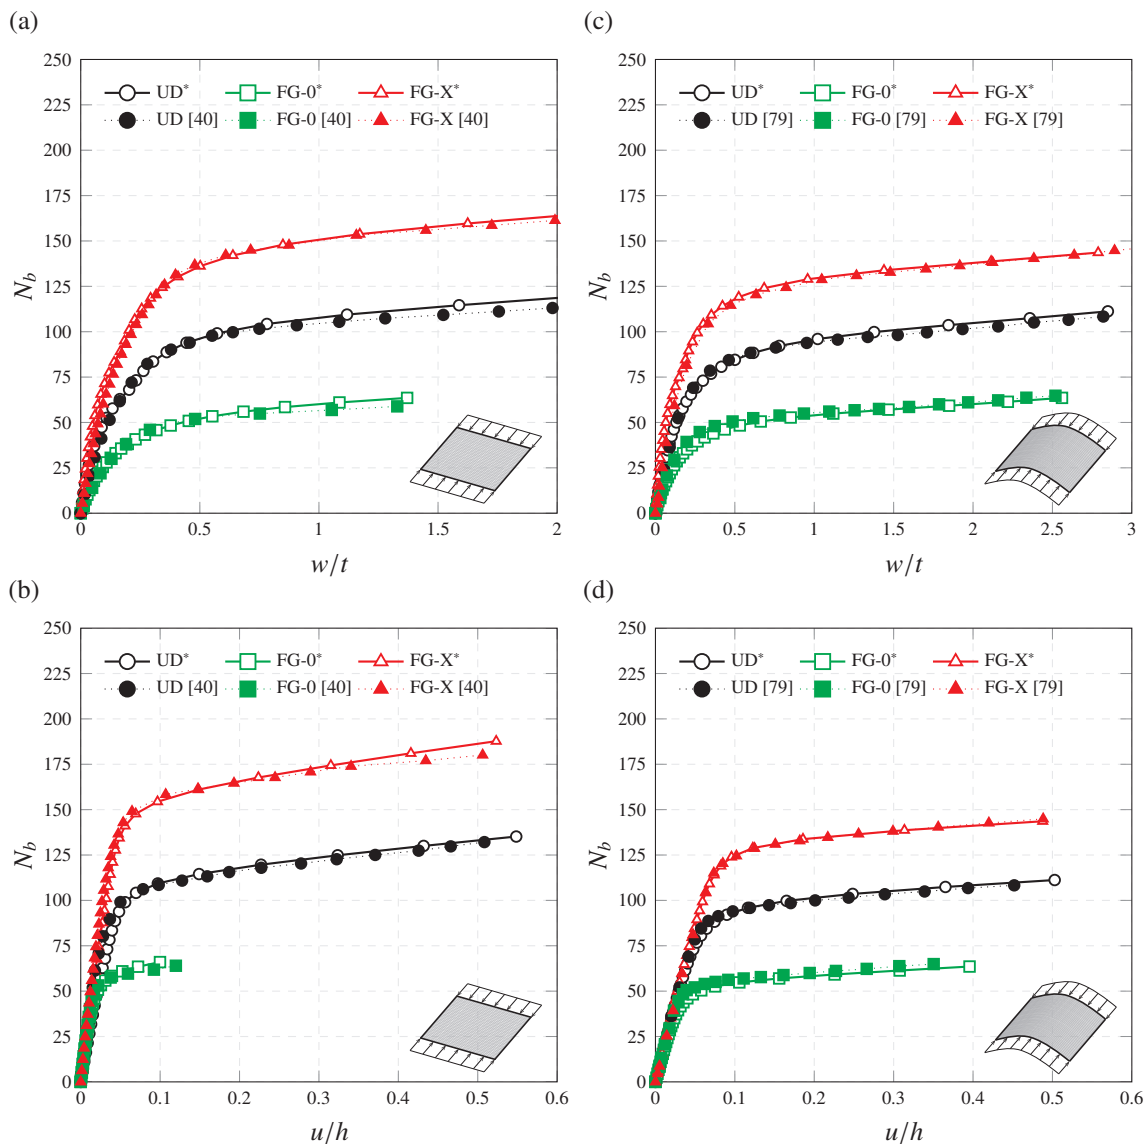 (a)
250
225
200
175
150
125
100
75
50
25
0
N_b
UD* FG-0* FG-X*
UD [40] FG-0 [40] FG-X [40]
0 0.5 1 1.5 2
w/t
(c)
250
225
200
175
150
125
100
75
50
25
0
N_b
UD* FG-0* FG-X*
UD [79] FG-0 [79] FG-X [79]
0 0.5 1 1.5 2 2.5 3
w/t
(b)
250
225
200
175
150
125
100
75
50
25
0
N_b
UD* FG-0* FG-X*
UD [40] FG-0 [40] FG-X [40]
0 0.1 0.2 0.3 0.4 0.5 0.6
u/h
(d)
250
225
200
175
150
125
100
75
50
25
0
N_b
UD* FG-0* FG-X*
UD [79] FG-0 [79] FG-X [79]
0 0.1 0.2 0.3 0.4 0.5 0.6
u/h